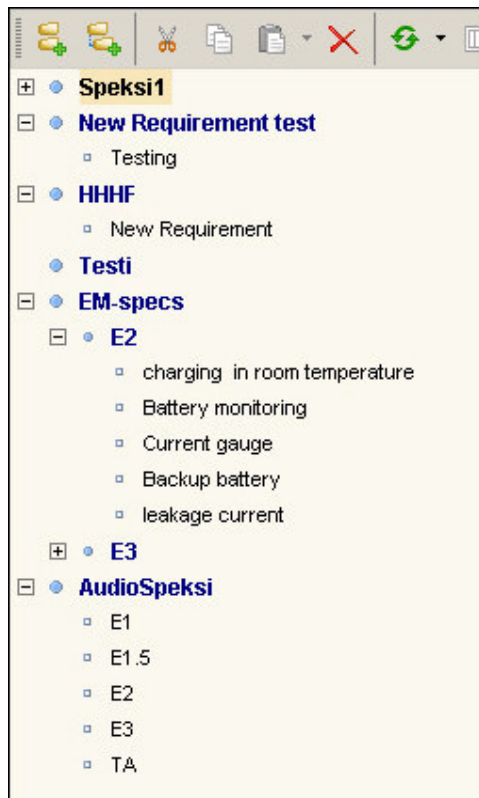 Speksi1
New Requirement test
Testing
HHHF
New Requirement
Testi
EM-specs
E2
charging in room temperature
Battery monitoring
Current gauge
Backup battery
leakage current
E3
AudioSpeksi
E1
E1.5
E2
E3
TA